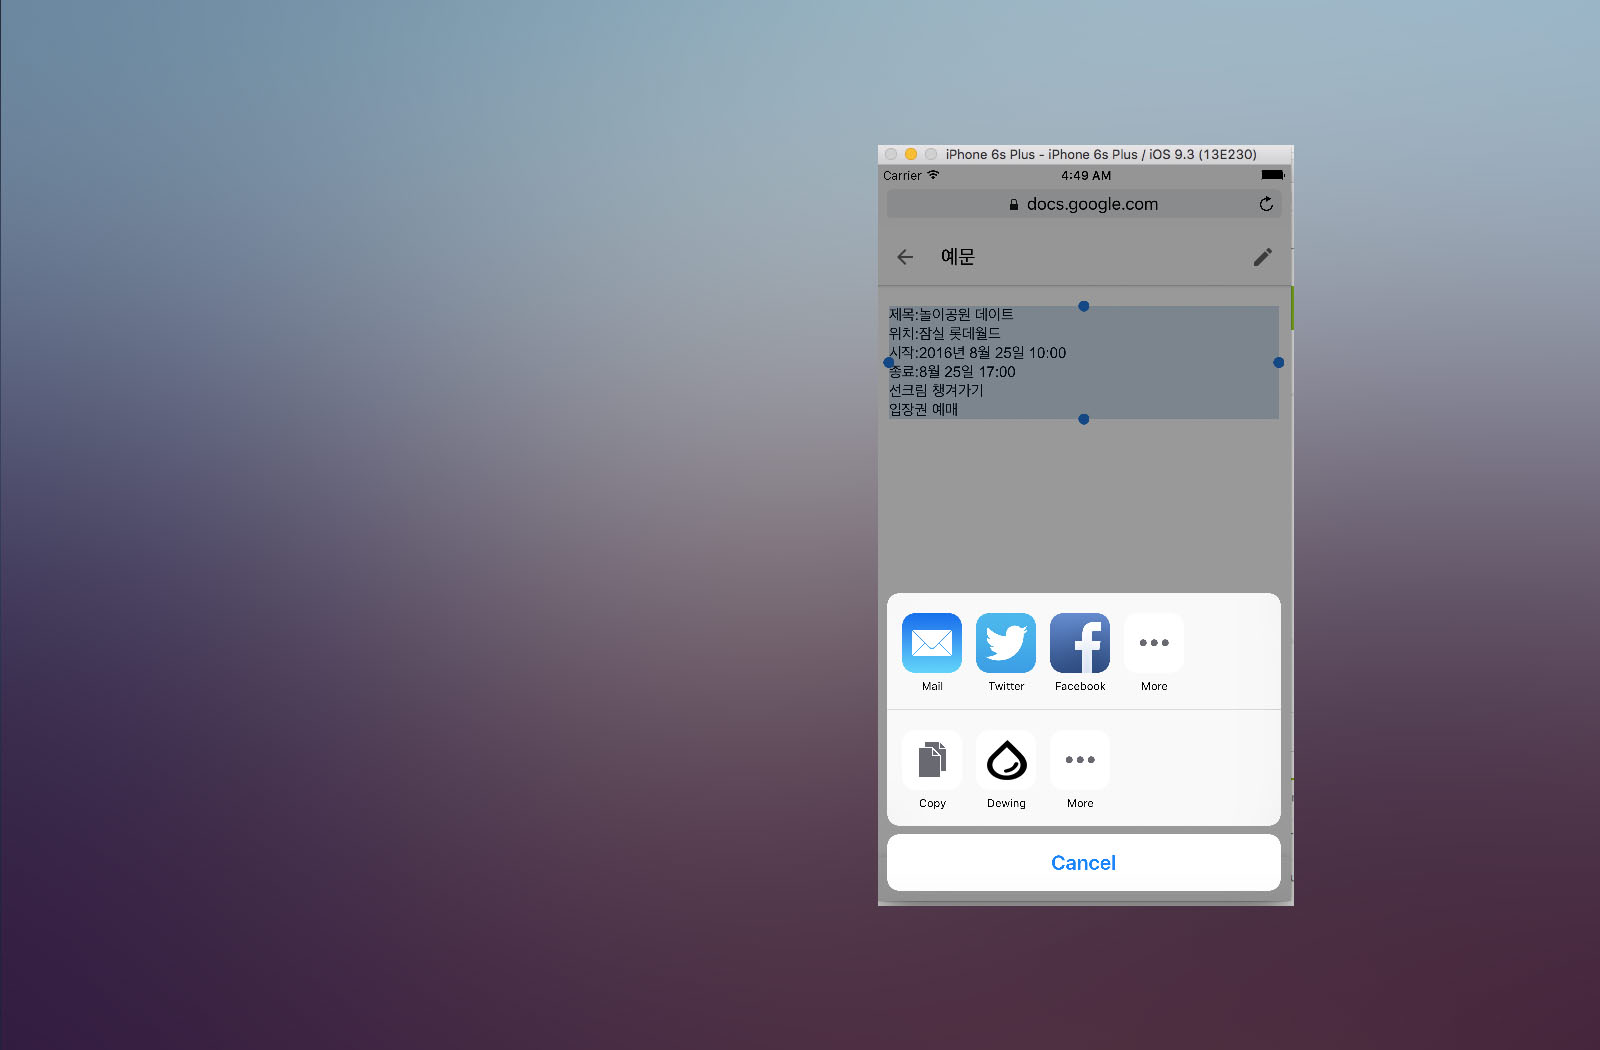 iPhone 6s Plus - iPhone 6s Plus / iOS 9.3 (13E230)
Carrier 4:49 AM
docs.google.com
예문
제목:놀이공원 데이트
위치:잠실 롯데월드
시작:2016년 8월 25일 10:00
종료:8월 25일 17:00
선크림 챙겨가기
입장권 예매
Mail Twitter Facebook More
Copy Dewing More
Cancel